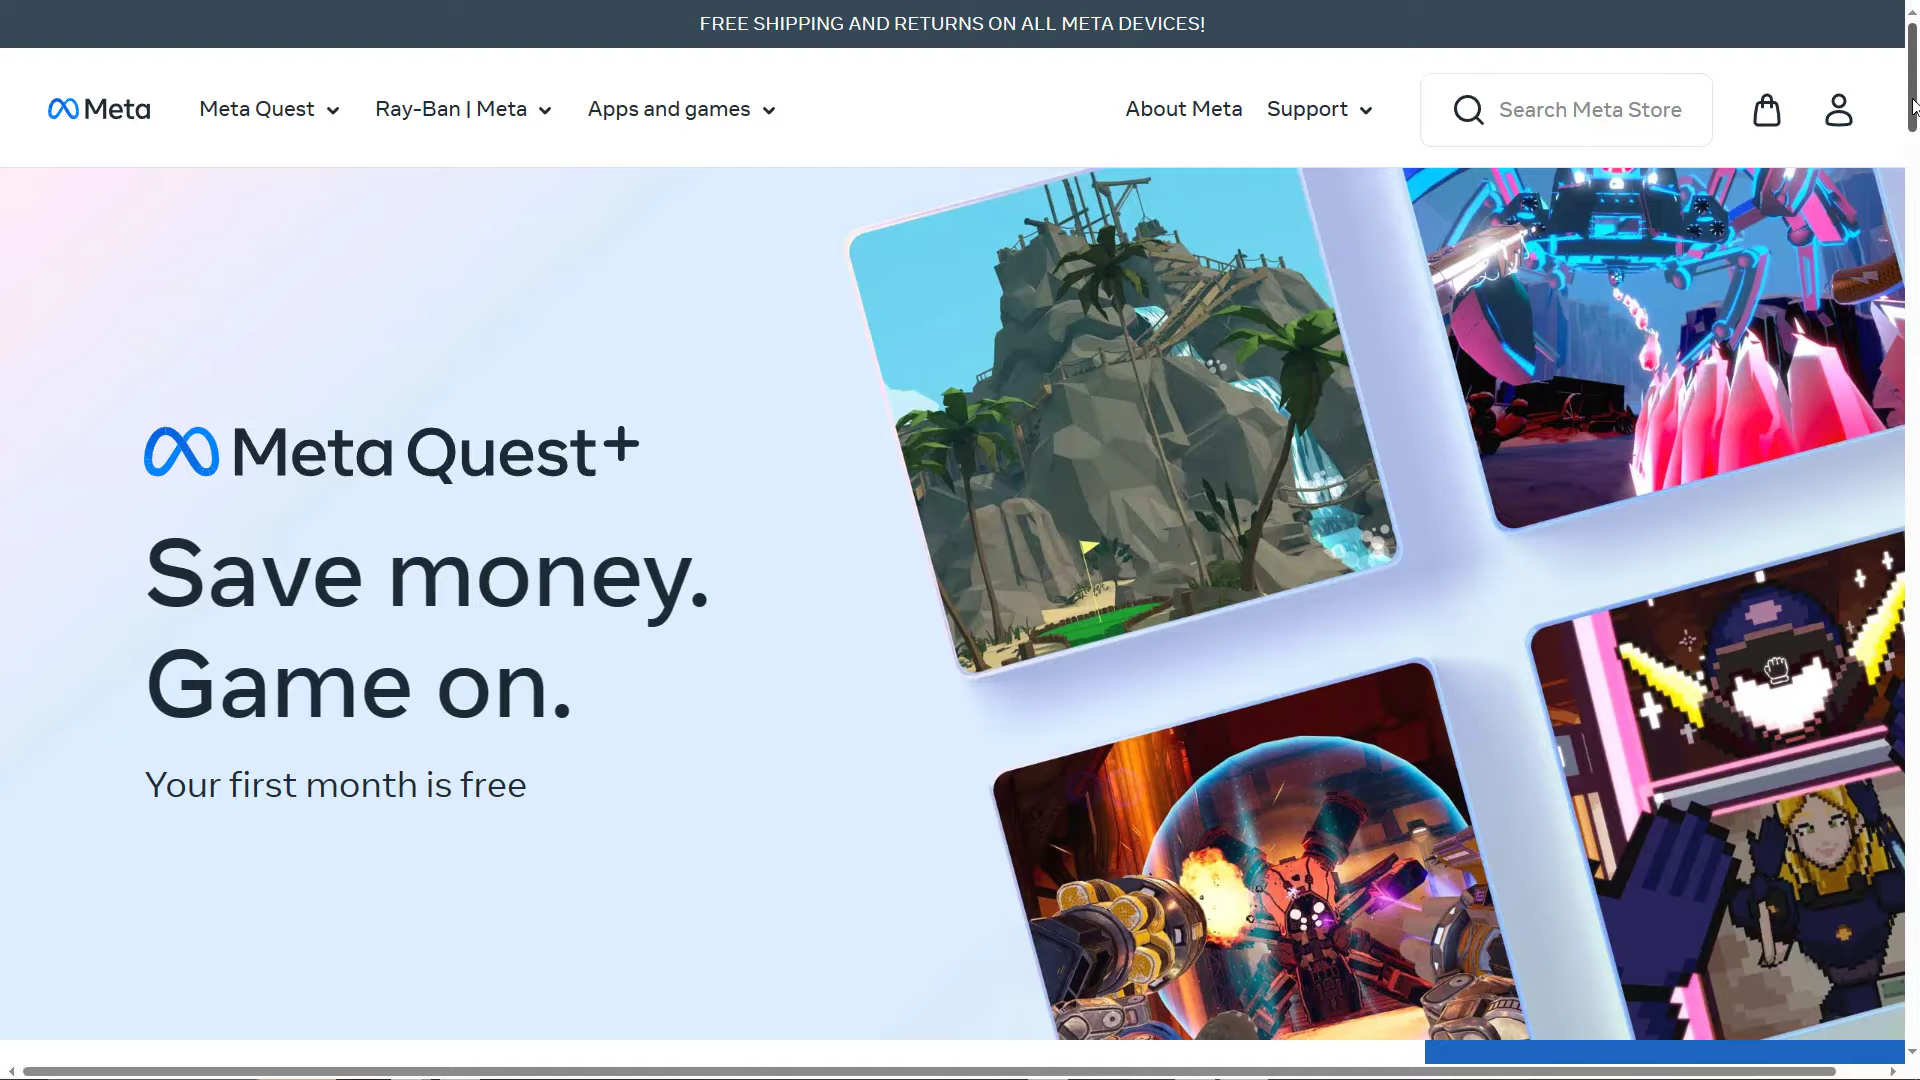 FREE SHIPPING AND RETURNS ON ALL META DEVICES!
Meta
Meta Quest
Ray-Ban | Meta
Apps and games
About Meta
Support
Search Meta Store
Meta Quest+
Save money.
Game on.
Your first month is free